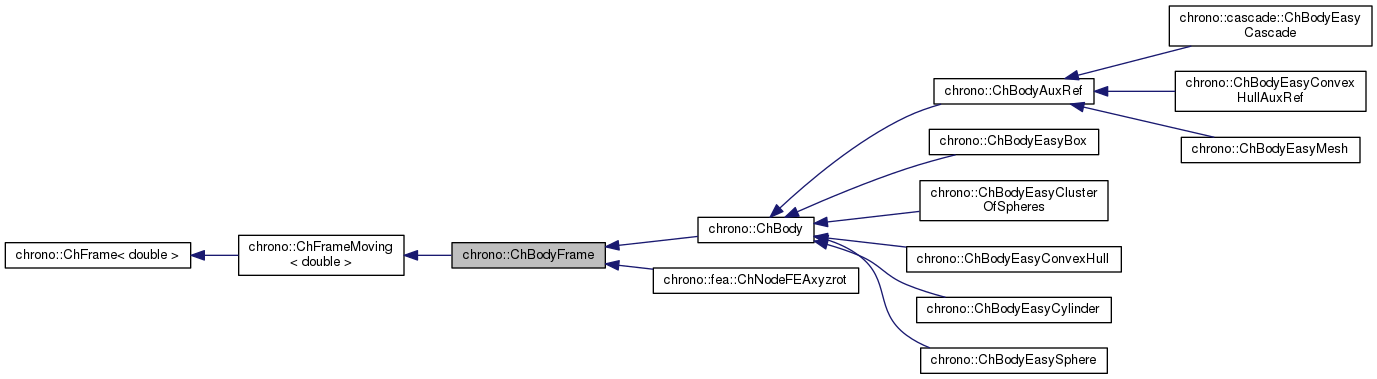 chrono::cascade::ChBodyEasy
Cascade
chrono::ChBodyAuxRef
chrono::ChBodyEasyConvex
HullAuxRef
chrono::ChBodyEasyBox
chrono::ChBodyEasyMesh
chrono::ChBodyEasyCluster
OfSpheres
chrono::ChBody
chrono::ChFrame< double >
chrono::ChFrameMoving
< double >
chrono::ChBodyFrame
chrono::ChBodyEasyConvexHull
chrono::fea::ChNodeFEAxyzrot
chrono::ChBodyEasyCylinder
chrono::ChBodyEasySphere